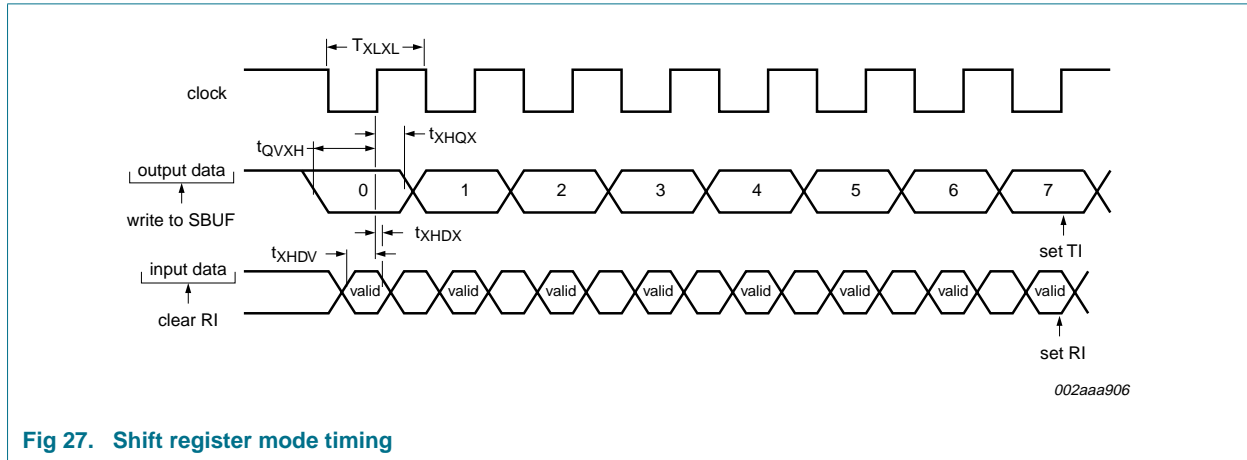 TXLXL
clock
tXHQX
tQVXH
output data
0 1 2 3 4 5 6 7
write to SBUF
tXHDX
set TI
tXHDV
input data
valid valid valid valid valid valid valid valid
clear RI
set RI
002aaa906
Fig 27. Shift register mode timing